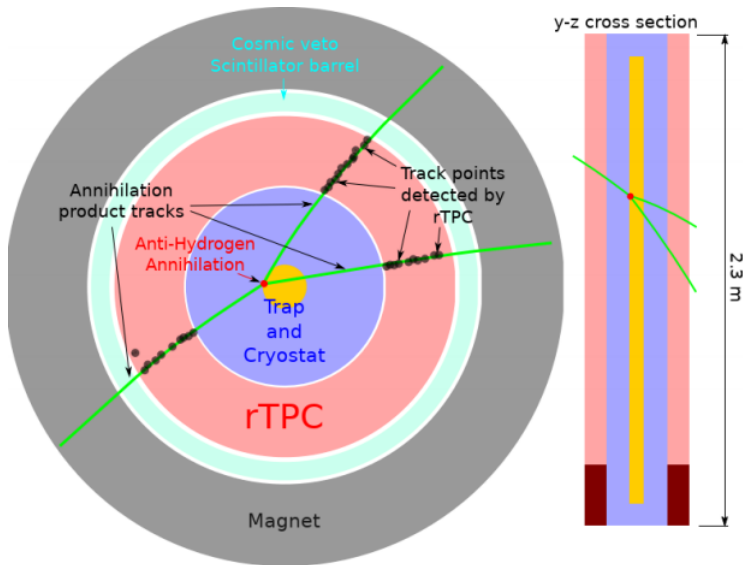 Cosmic veto
Scintillator barrel
Annihilation
product tracks
Track points
detected by
rTPC
Anti-Hydrogen
Annihilation
Trap
and
Cryostat
rTPC
Magnet
y-z cross section
2.3 m